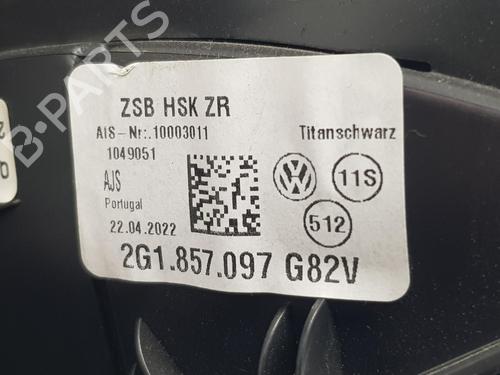 B-PARTS
ZSB HSK ZR
AIS-Nr:.10003011
Titanschwarz
1049051
AJS
Portugal
11S
22.04.2022
512
2G1.857.097 G82V